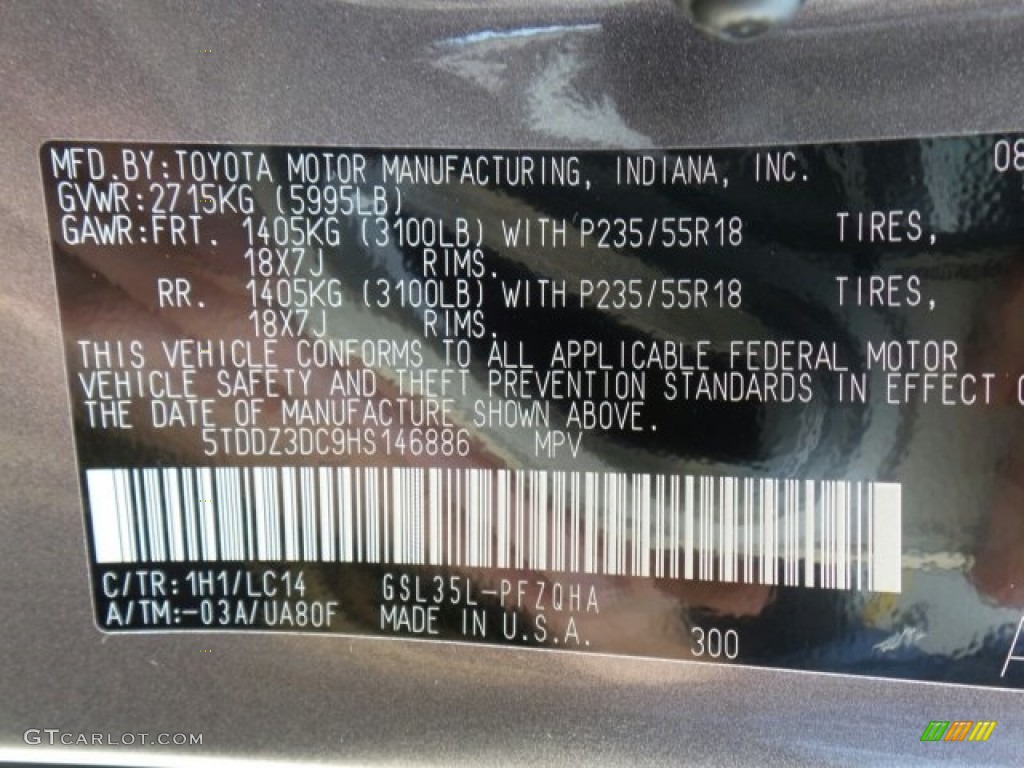 MFD.BY:TOYOTA MOTOR MANUFACTURING, INDIANA, INC. 08
GVWR:2715KG (5995LB)
GAWR:FRT. 1405KG (3100LB) WITH P235/55R18 TIRES,
18X7J RIMS.
RR. 1405KG (3100LB) WITH P235/55R18 TIRES,
18X7J RIMS.
THIS VEHICLE CONFORMS TO ALL APPLICABLE FEDERAL MOTOR
VEHICLE SAFETY AND THEFT PREVENTION STANDARDS IN EFFECT
THE DATE OF MANUFACTURE SHOWN ABOVE.
5TDDZ3DC9HS146886 MPV
C/TR:1H1/LC14 GSL35L-PFZQHA
A/TM:-03A/UA80F MADE IN U.S.A. 300
GTCARLOT.COM